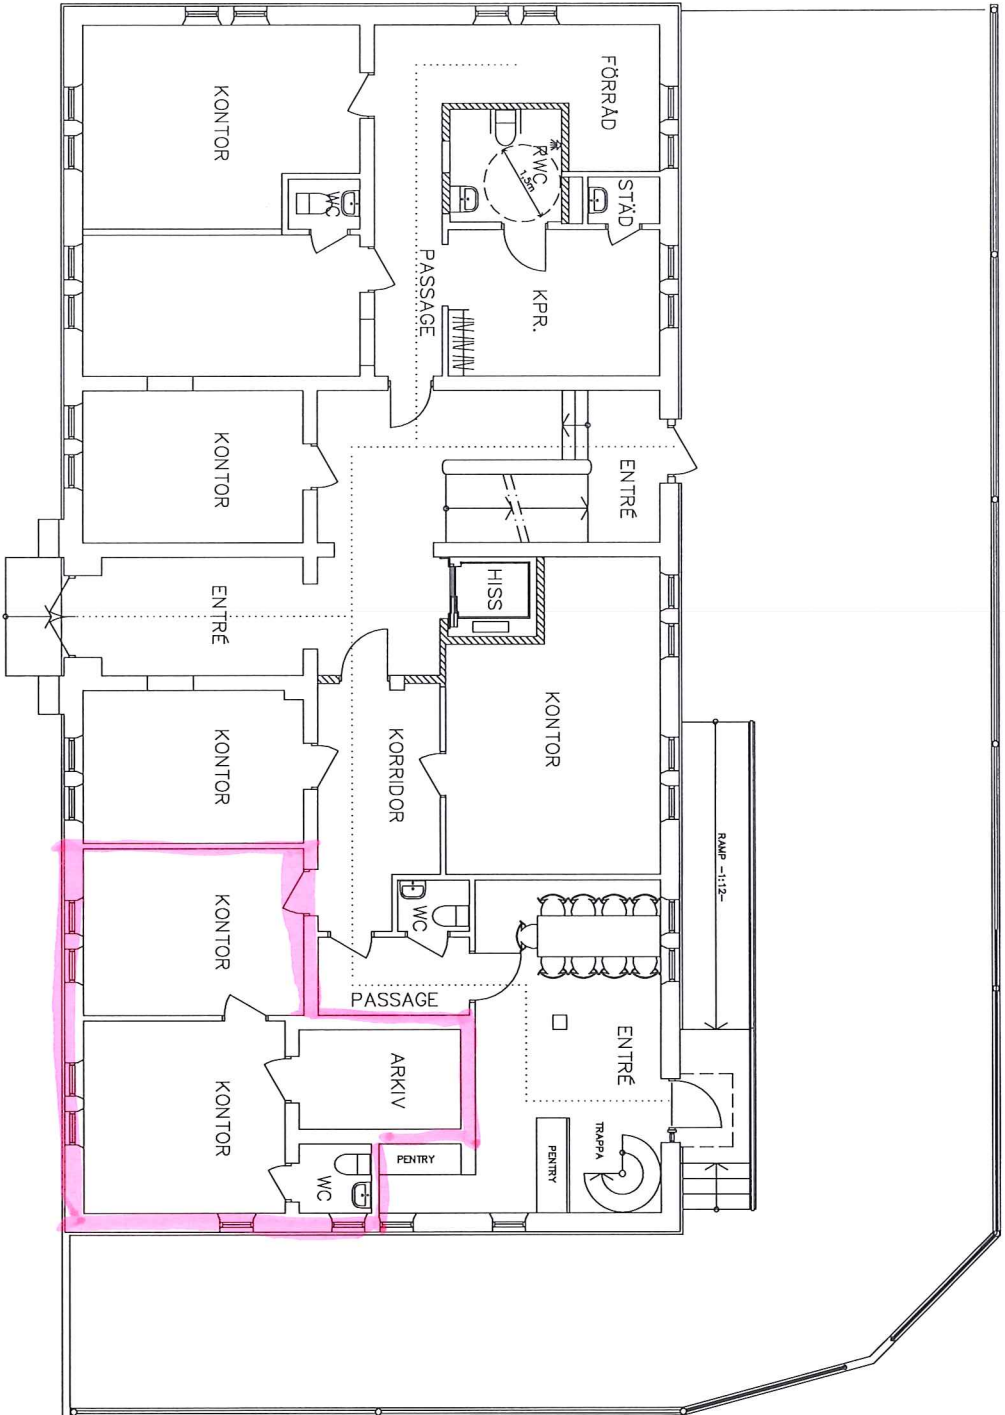 FÖRRÅD
KONTOR
RWC
1,5m
STÄD
WC
PASSAGE
KPR.
KONTOR
ENTRÉ
HISS
ENTRÉ
KONTOR
KORRIDOR
KONTOR
RAMP -1:12-
KONTOR
WC
PASSAGE
ENTRÉ
ARKIV
KONTOR
TRAPPA
PENTRY
PENTRY
WC